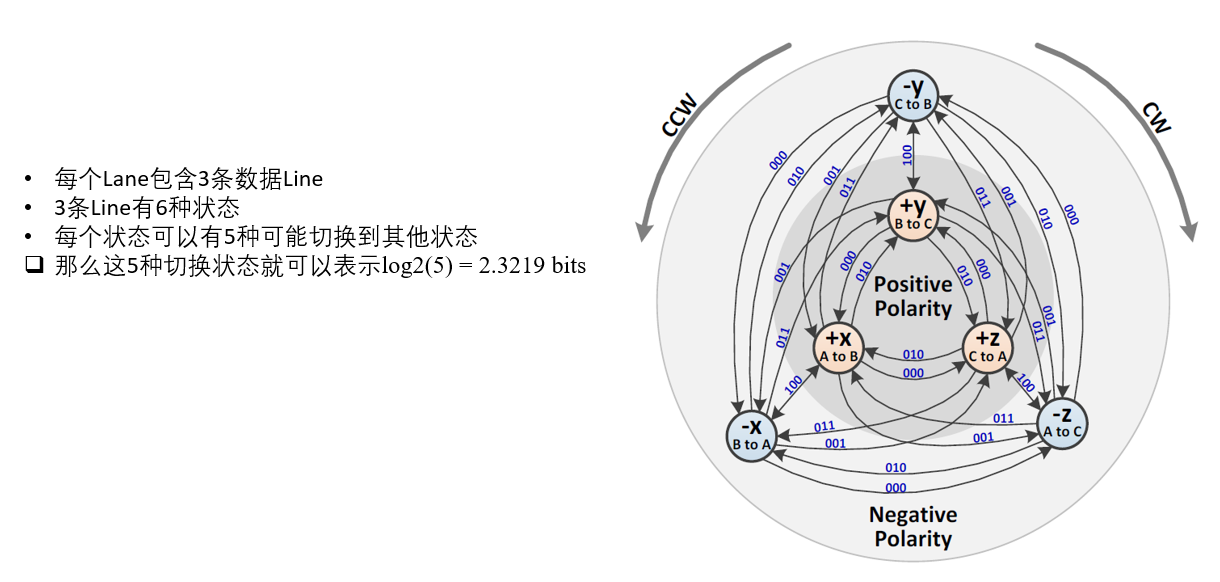 • 每个Lane包含3条数据Line
• 3条Line有6种状态
• 每个状态可以有5种可能切换到其他状态
❑ 那么这5种切换状态就可以表示log2(5) = 2.3219 bits
CCW
CW
-y
C to B
000
010
001
011
100
011
001
010
000
+y
B to C
001
000
010
Positive
Polarity
010
000
001
011
011
+x
A to B
010
000
+z
C to A
100
100
-x
B to A
011
001
011
001
-z
A to C
010
000
Negative
Polarity